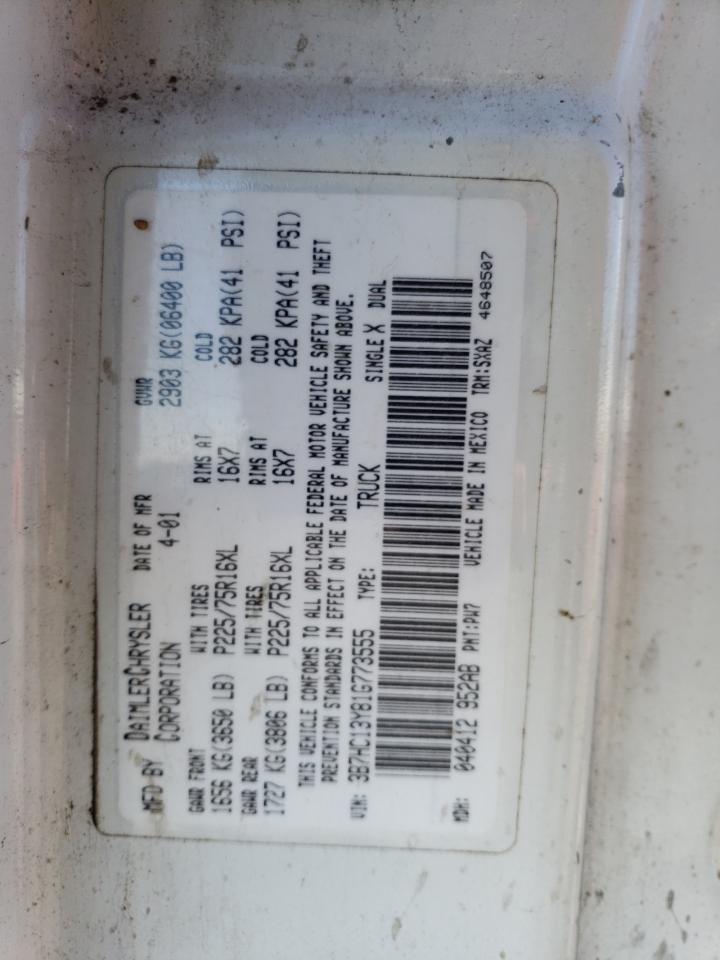 MFD BY DAIMLERCHRYSLER CORPORATION DATE OF MFR 4-01 GVWR 2903 KG(06400 LB)
GAWR FRONT WITH TIRES RIMS AT COLD
1656 KG(3650 LB) P225/75R16XL 16X7 282 KPA(41 PSI)
GAWR REAR WITH TIRES RIMS AT COLD
1727 KG(3806 LB) P225/75R16XL 16X7 282 KPA(41 PSI)
THIS VEHICLE CONFORMS TO ALL APPLICABLE FEDERAL MOTOR VEHICLE SAFETY AND THEFT
PREVENTION STANDARDS IN EFFECT ON THE DATE OF MANUFACTURE SHOWN ABOVE.
VIN: 3B7HC13YB1G773555 TYPE: TRUCK SINGLE X DUAL
MDH: 040412 952AB PNT:PW7 VEHICLE MADE IN MEXICO TRM:SXAZ 4648507